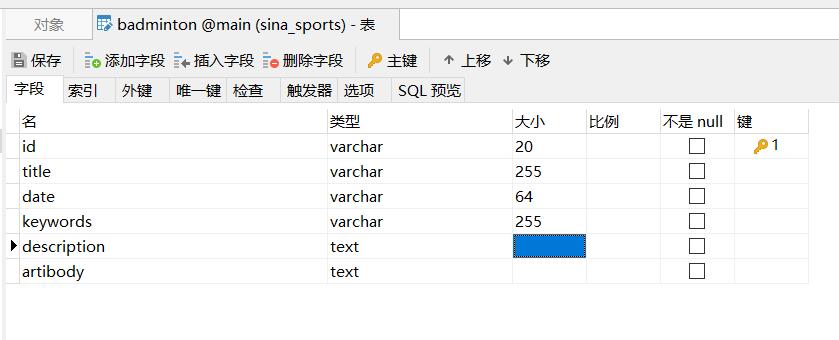 对象 badminton @main (sina_sports) - 表
保存 添加字段 插入字段 删除字段 主键 上移 下移
字段 索引 外键 唯一键 检查 触发器 选项 SQL 预览
名 类型 大小 比例 不是 null 键
id varchar 20 1
title varchar 255
date varchar 64
keywords varchar 255
description text
artibody text